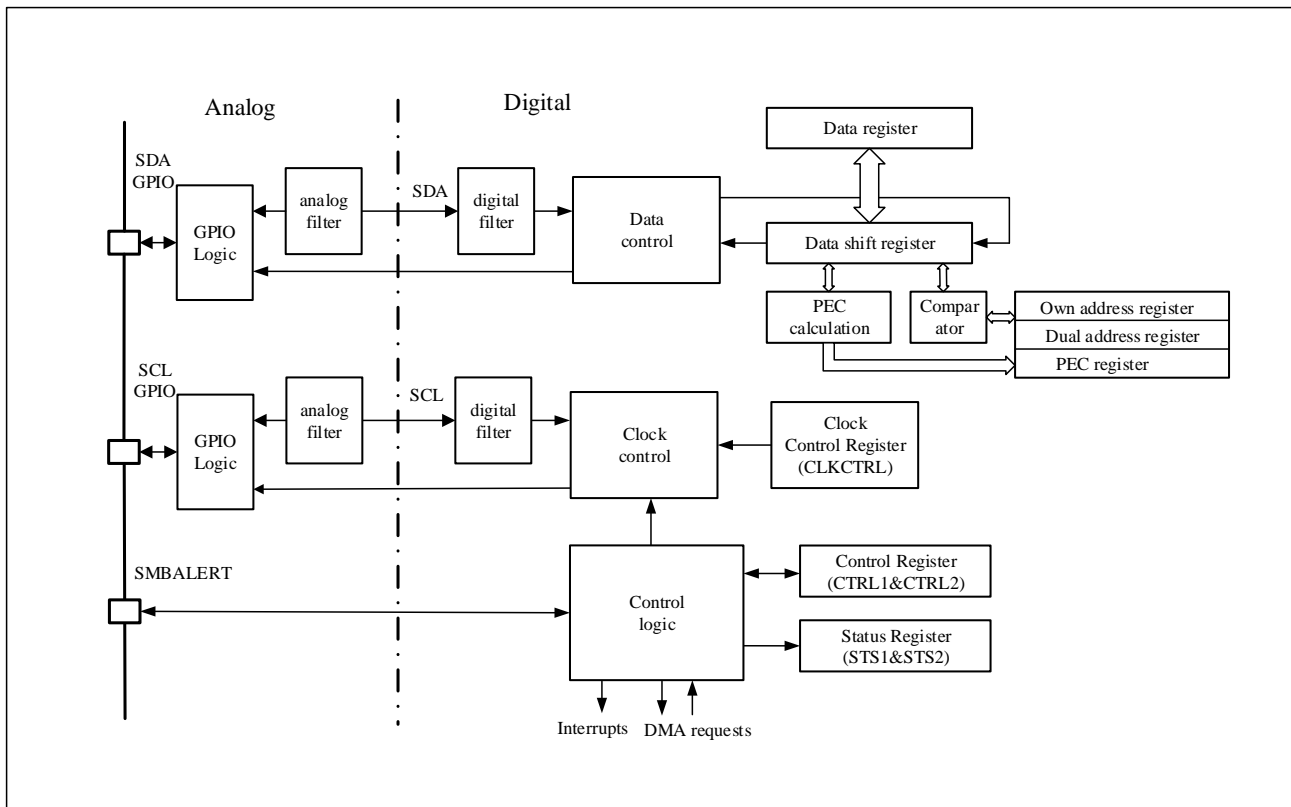 Analog
Digital
Data register
SDA
GPIO
GPIO
Logic
analog
filter
SDA
digital
filter
Data
control
Data shift register
PEC
calculation
Compar
ator
Own address register
Dual address register
PEC register
SCL
GPIO
GPIO
Logic
analog
filter
SCL
digital
filter
Clock
control
Clock
Control Register
(CLKCTRL)
SMBALERT
Control
logic
Control Register
(CTRL1&CTRL2)
Status Register
(STS1&STS2)
Interrupts
DMA requests